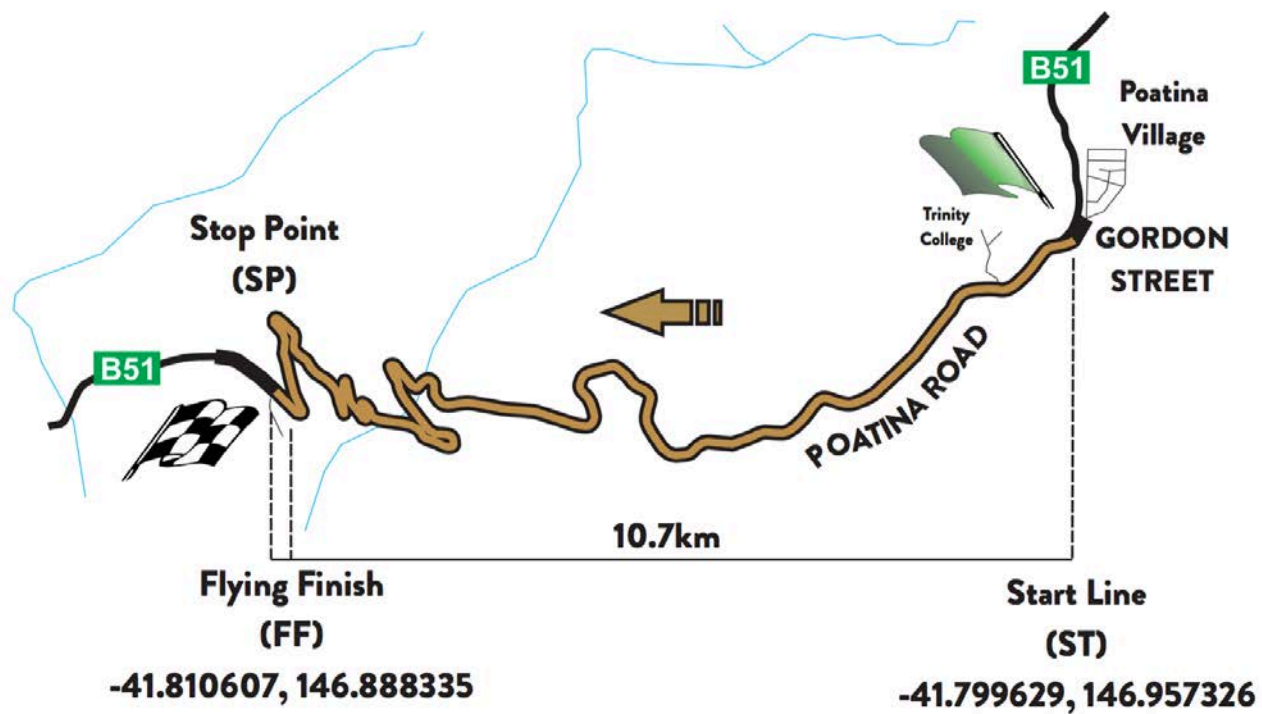 B51
Poatina
Village
Trinity
College
GORDON
STREET
Stop Point
(SP)
B51
POATINA ROAD
10.7km
Flying Finish
(FF)
-41.810607, 146.888335
Start Line
(ST)
-41.799629, 146.957326